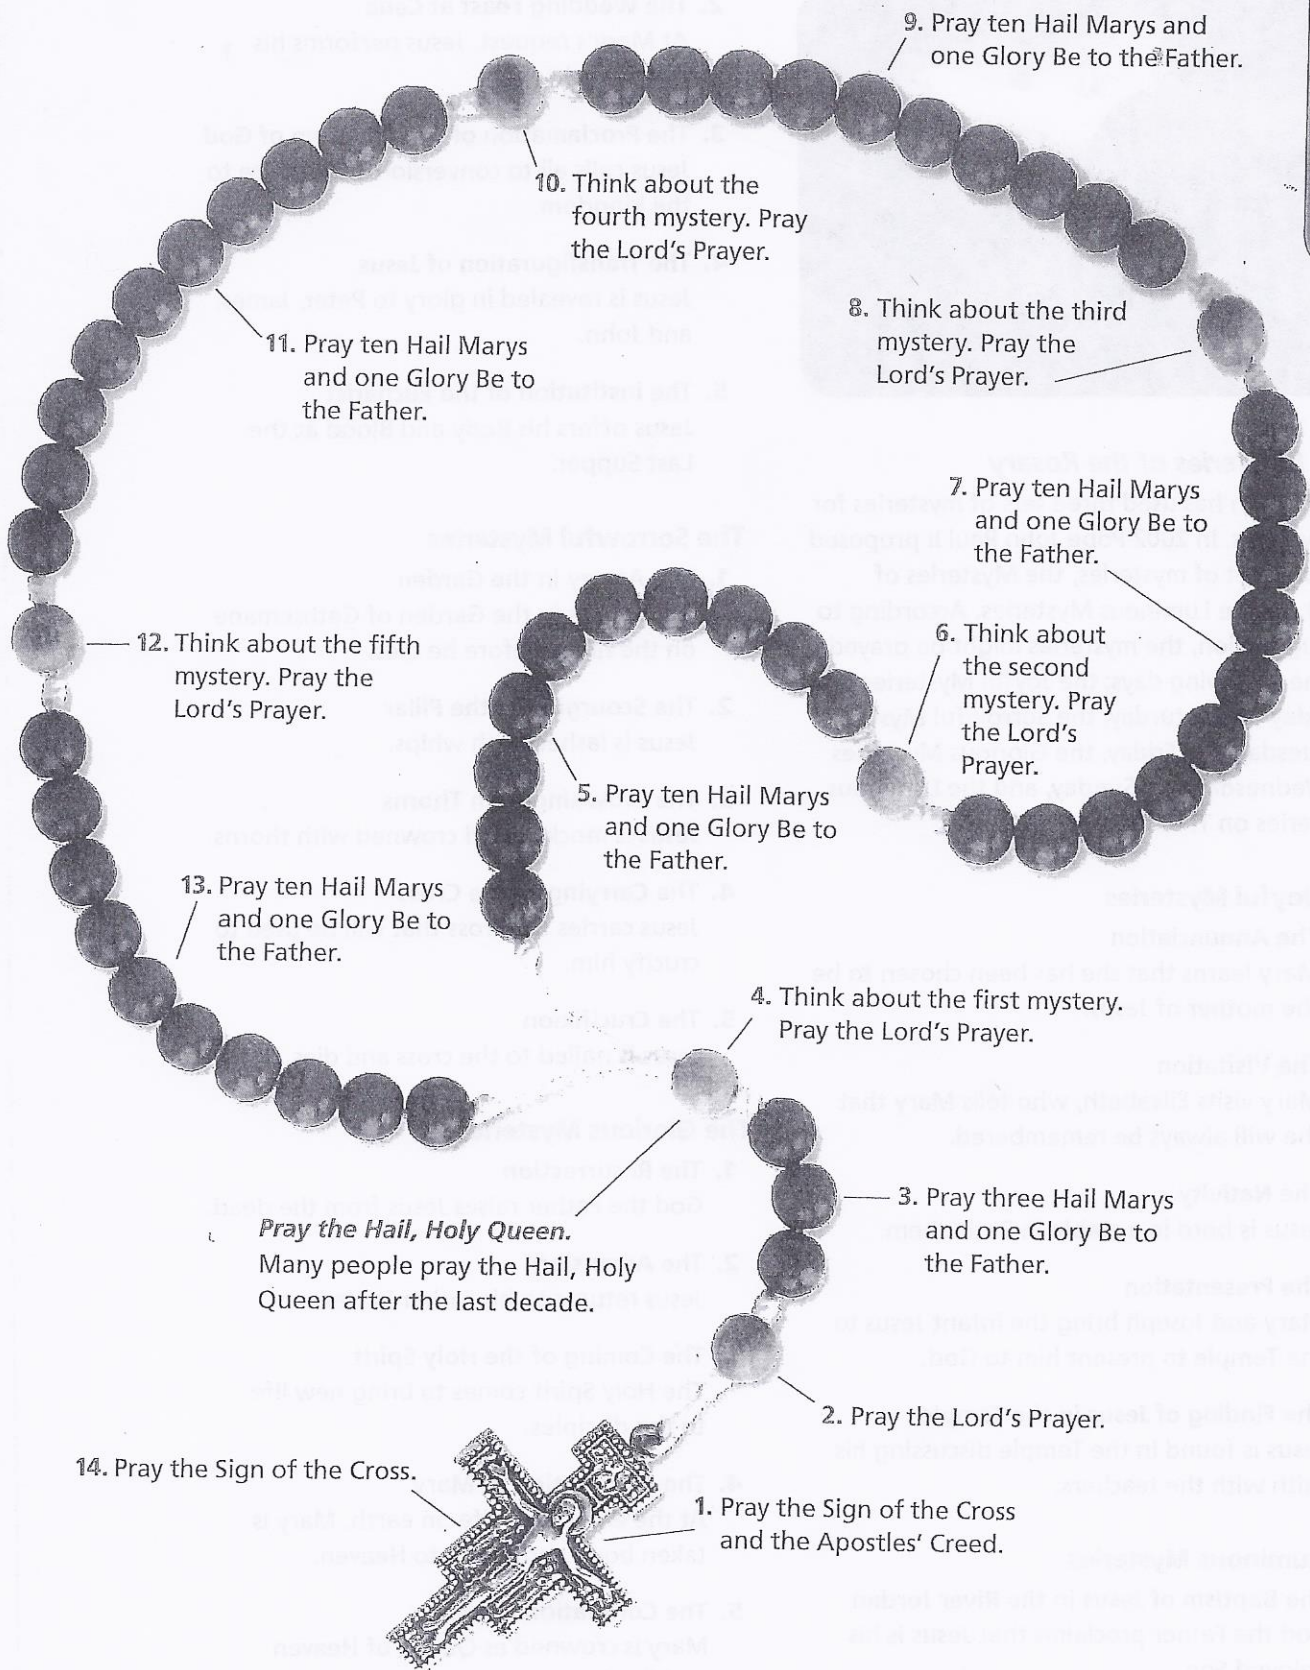 9. Pray ten Hail Marys and
one Glory Be to the Father.
10. Think about the
fourth mystery. Pray
the Lord's Prayer.
8. Think about the third
mystery. Pray the
Lord's Prayer.
11. Pray ten Hail Marys
and one Glory Be to
the Father.
7. Pray ten Hail Marys
and one Glory Be to
the Father.
12. Think about the fifth
mystery. Pray the
Lord's Prayer.
6. Think about
the second
mystery. Pray
the Lord's
Prayer.
5. Pray ten Hail Marys
and one Glory Be to
the Father.
13. Pray ten Hail Marys
and one Glory Be to
the Father.
4. Think about the first mystery.
Pray the Lord's Prayer.
3. Pray three Hail Marys
and one Glory Be to
the Father.
Pray the Hail, Holy Queen.
Many people pray the Hail, Holy
Queen after the last decade.
2. Pray the Lord's Prayer.
14. Pray the Sign of the Cross.
1. Pray the Sign of the Cross
and the Apostles' Creed.